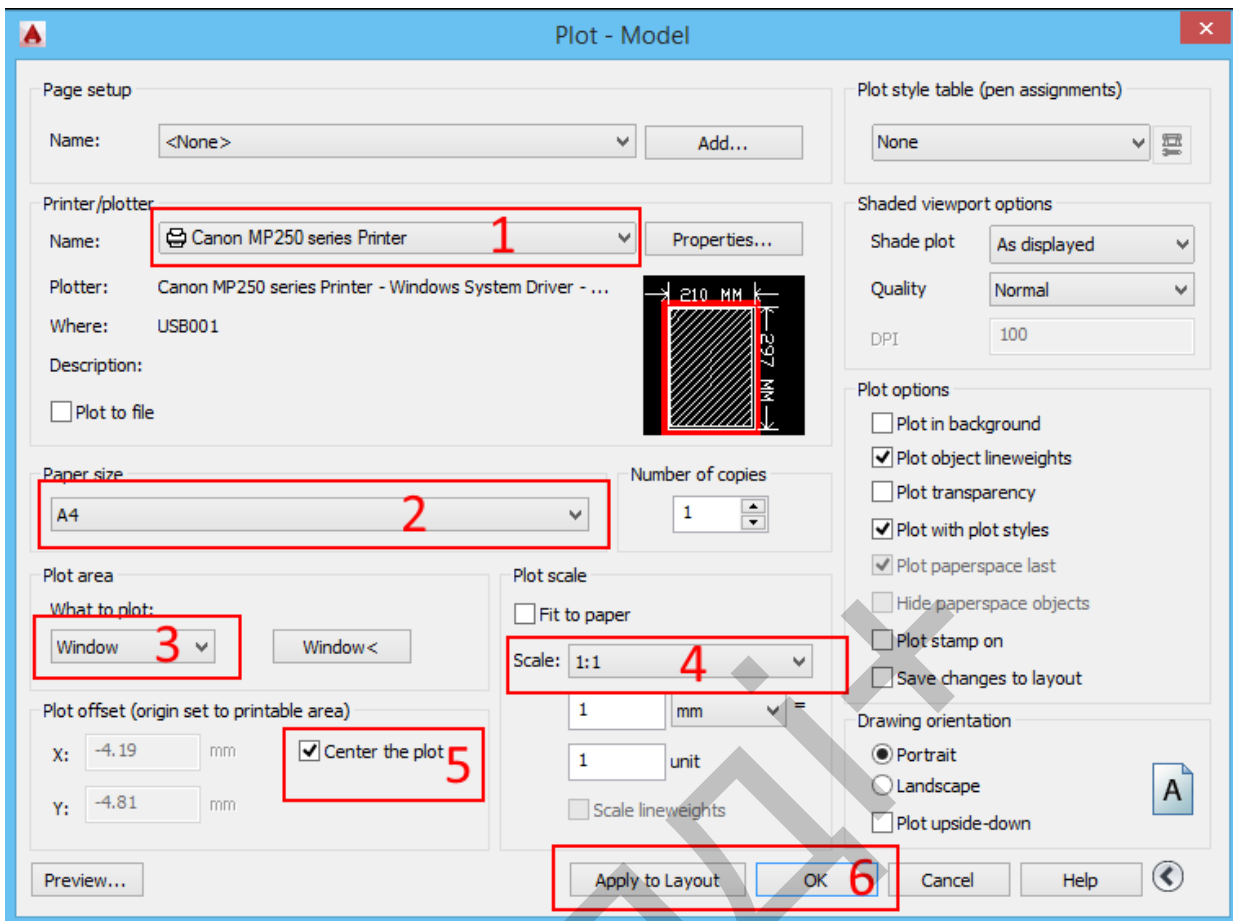 Plot - Model
Page setup
Name: <None> Add...
Plot style table (pen assignments)
None
Printer/plotter
Name: Canon MP250 series Printer 1 Properties...
Plotter: Canon MP250 series Printer - Windows System Driver - ...
Where: USB001
Description:
Plot to file
210 MM
297 MM
Shaded viewport options
Shade plot As displayed
Quality Normal
DPI 100
Paper size
A4 2
Number of copies
1
Plot options
Plot in background
Plot object lineweights
Plot transparency
Plot with plot styles
Plot paperspace last
Hide paperspace objects
Plot stamp on
Save changes to layout
Plot area
What to plot:
Window 3 Window<
Plot scale
Fit to paper
Scale: 1:1 4
1 mm =
1 unit
Scale lineweights
Plot offset (origin set to printable area)
X: -4.19 mm Center the plot 5
Y: -4.81 mm
Drawing orientation
Portrait
Landscape
Plot upside-down
A
Preview... Apply to Layout OK 6 Cancel Help